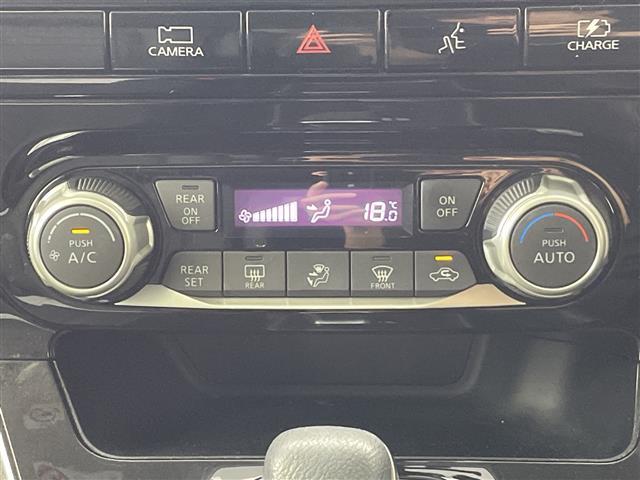 CAMERA
CHARGE
REAR
ON
OFF
18.0°C
ON
OFF
PUSH
A/C
PUSH
AUTO
REAR
SET
REAR
FRONT